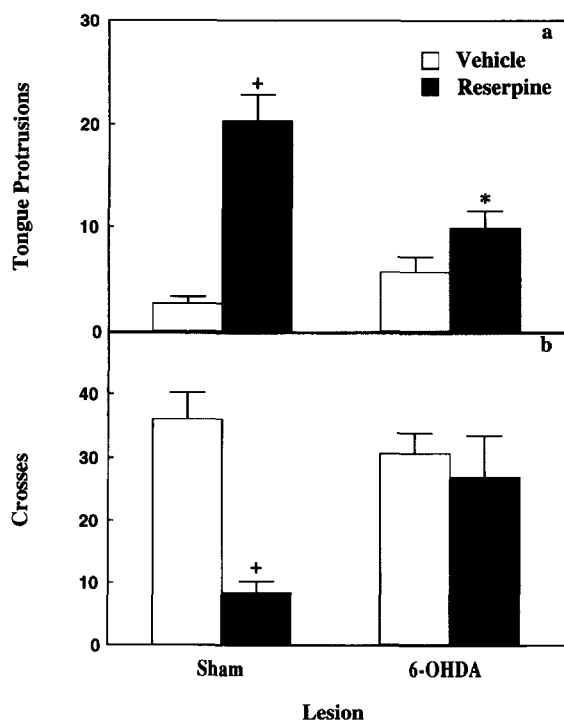 30
a
Vehicle
Reserpine
+
20
*
10
0
Tongue Protrusions
b
40
30
20
+
10
0
Crosses
Sham 6-OHDA
Lesion